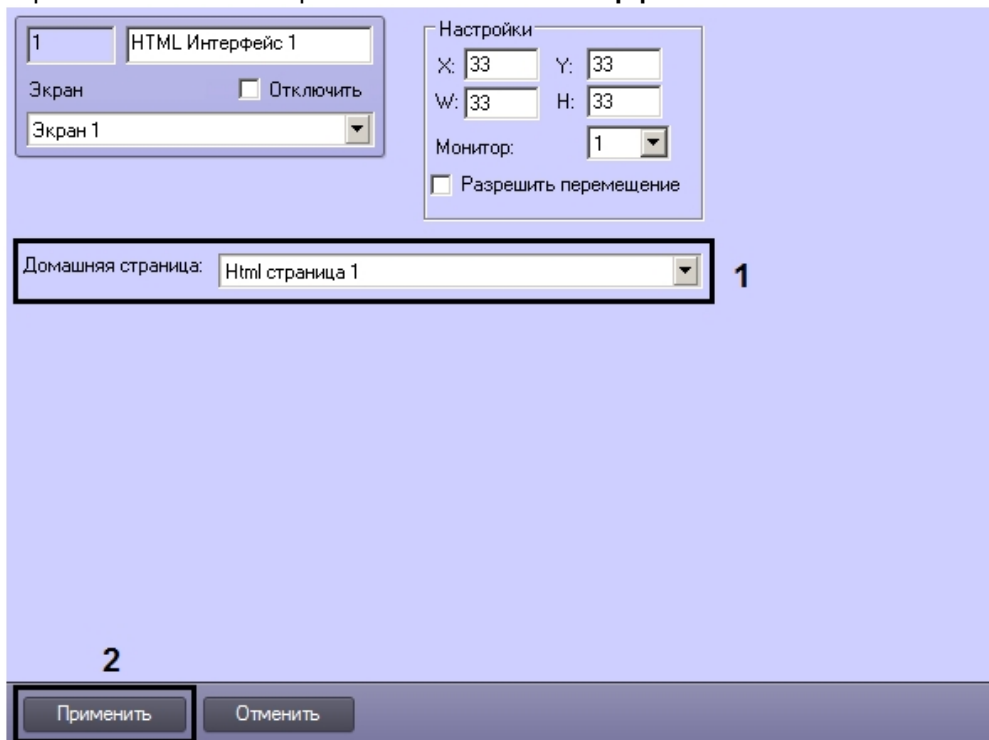 1
HTML Интерфейс 1
Экран
Отключить
Экран 1
Настройки
X: 33 Y: 33
W: 33 H: 33
Монитор: 1
Разрешить перемещение
Домашняя страница: Html страница 1
1
2
Применить
Отменить